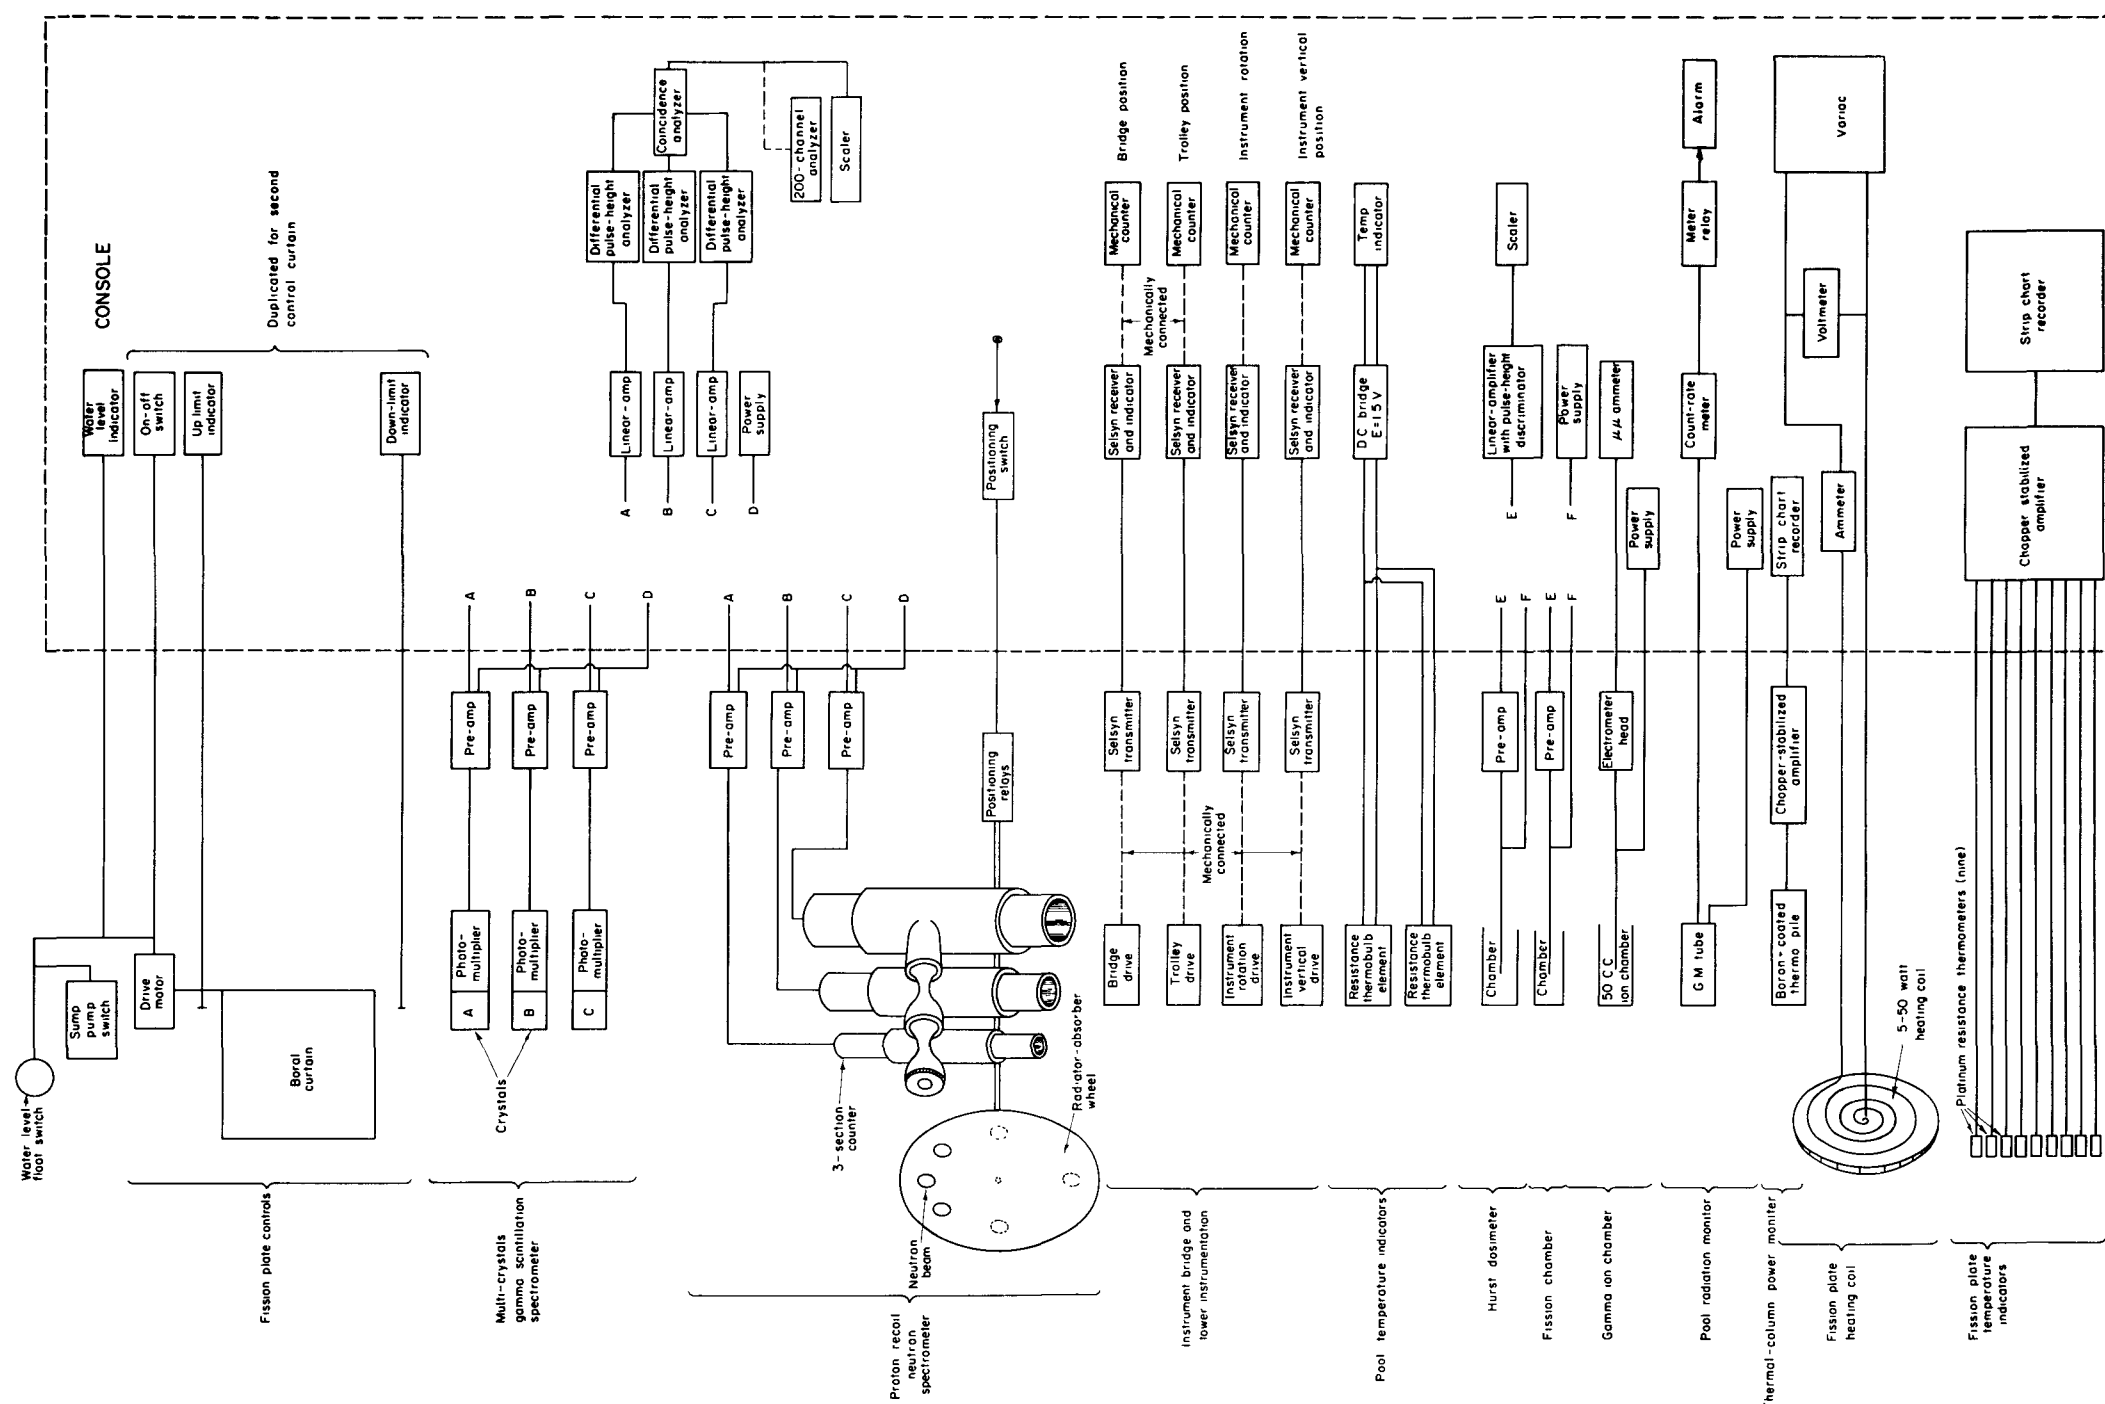 CONSOLE
Water
level
indicator
On-off
switch
Up limit
indicator
Down-limit
indicator
Duplicated for second
control curtain
Water level
float switch
Sump
pump
switch
Drive
motor
Boral
curtain
Fission plate controls
Differential
pulse-height
analyzer
Differential
pulse-height
analyzer
Differential
pulse-height
analyzer
Coincidence
analyzer
200-channel
analyzer
Scaler
Linear-amp
Linear-amp
Linear-amp
Power
supply
A
B
C
D
A
B
C
D
Pre-amp
Pre-amp
Pre-amp
Photo-
multiplier
Photo-
multiplier
Photo-
multiplier
A
B
C
Crystals
Multi-crystals
gamma scintillation
spectrometer
A
B
C
D
Pre-amp
Pre-amp
Pre-amp
Positioning
switch
Positioning
relays
3-section
counter
Radiator-absorber
wheel
Neutron
beam
Proton recoil
neutron
spectrometer
Bridge position
Trolley position
Instrument rotation
Instrument vertical
position
Mechanical
counter
Mechanical
counter
Mechanical
counter
Mechanical
counter
Mechanically
connected
Selsyn receiver
and indicator
Selsyn receiver
and indicator
Selsyn receiver
and indicator
Selsyn receiver
and indicator
Selsyn
transmitter
Selsyn
transmitter
Selsyn
transmitter
Selsyn
transmitter
Mechanically
connected
Bridge
drive
Trolley
drive
Instrument
rotation
drive
Instrument
vertical
drive
Instrument bridge and
lower instrumentation
Temp
indicator
DC bridge
E=1.5 V
Resistance
thermobulb
element
Resistance
thermobulb
element
Pool temperature indicators
Scaler
Linear-amplifier
with pulse-height
discriminator
Power
supply
E
F
E
F
E
F
Pre-amp
Pre-amp
Chamber
Chamber
Hurst dosimeter
Fission chamber
μμ ammeter
Power
supply
Electrometer
head
50 C C
ion chamber
Gamma ion chamber
Alarm
Meter
relay
Count-rate
meter
Power
supply
G M tube
Pool radiation monitor
Strip chart
recorder
Chopper-stabilized
amplifier
Boron-coated
thermo pile
Thermal-column power moniter
Variac
Voltmeter
Ammeter
5-50 watt
heating coil
Fission plate
heating coil
Strip chart
recorder
Chopper stabilized
amplifier
Platinum resistance thermometers (nine)
Fission plate
temperature
indicators